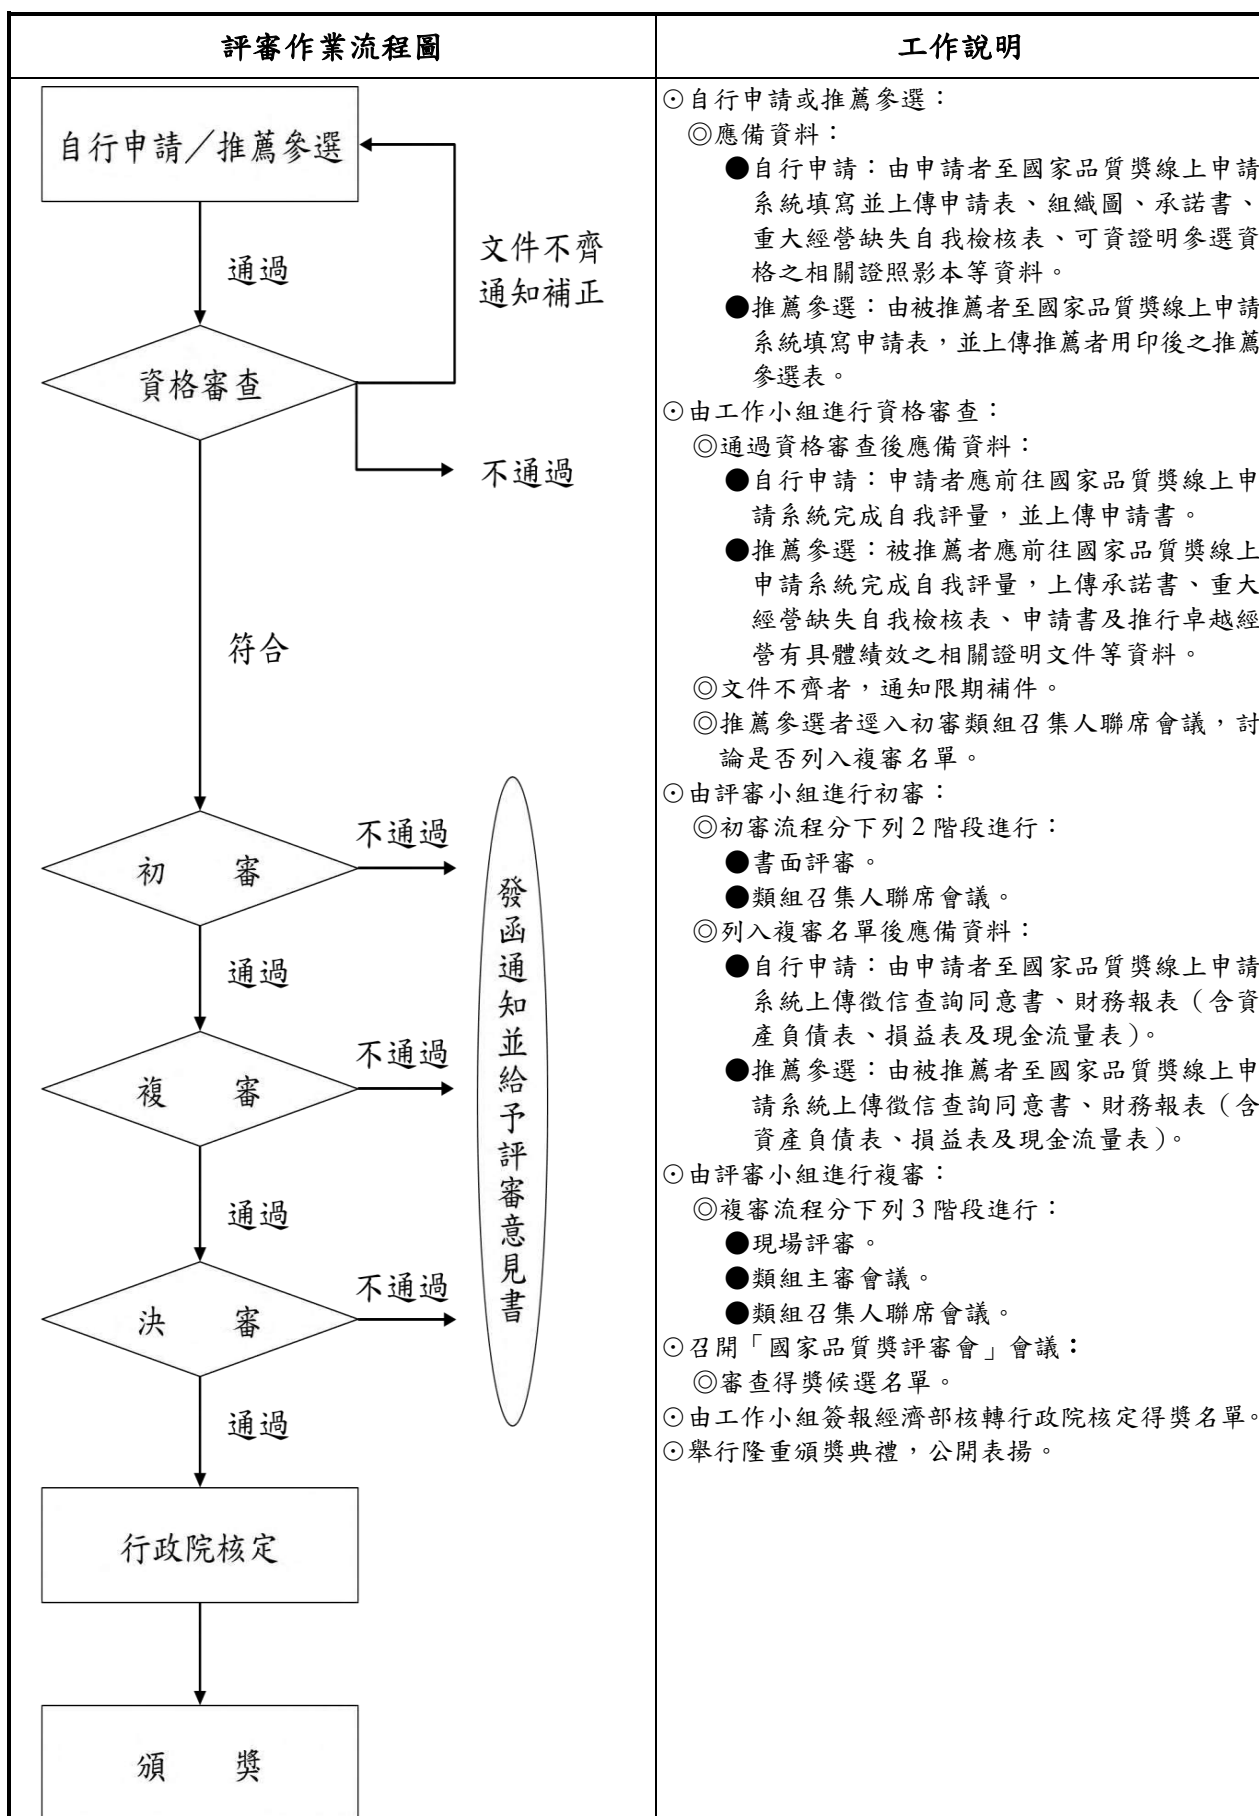 評審作業流程圖
工作說明
自行申請／推薦參選
通過
文件不齊
通知補正
資格審查
不通過
符合
初審
不通過
通過
複審
不通過
通過
決審
不通過
通過
發函通知並給予評審意見書
行政院核定
頒獎
⊙自行申請或推薦參選：
◎應備資料：
●自行申請：由申請者至國家品質獎線上申請
系統填寫並上傳申請表、組織圖、承諾書、
重大經營缺失自我檢核表、可資證明參選資
格之相關證照影本等資料。
●推薦參選：由被推薦者至國家品質獎線上申請
系統填寫申請表，並上傳推薦者用印後之推薦
參選表。
⊙由工作小組進行資格審查：
◎通過資格審查後應備資料：
●自行申請：申請者應前往國家品質獎線上申
請系統完成自我評量，並上傳申請書。
●推薦參選：被推薦者應前往國家品質獎線上
申請系統完成自我評量，上傳承諾書、重大
經營缺失自我檢核表、申請書及推行卓越經
營有具體績效之相關證明文件等資料。
◎文件不齊者，通知限期補件。
◎推薦參選者逕入初審類組召集人聯席會議，討
論是否列入複審名單。
⊙由評審小組進行初審：
◎初審流程分下列2階段進行：
●書面評審。
●類組召集人聯席會議。
◎列入複審名單後應備資料：
●自行申請：由申請者至國家品質獎線上申請
系統上傳徵信查詢同意書、財務報表（含資
產負債表、損益表及現金流量表）。
●推薦參選：由被推薦者至國家品質獎線上申
請系統上傳徵信查詢同意書、財務報表（含
資產負債表、損益表及現金流量表）。
⊙由評審小組進行複審：
◎複審流程分下列3階段進行：
●現場評審。
●類組主審會議。
●類組召集人聯席會議。
⊙召開「國家品質獎評審會」會議：
◎審查得獎候選名單。
⊙由工作小組簽報經濟部核轉行政院核定得獎名單。
⊙舉行隆重頒獎典禮，公開表揚。